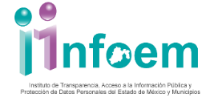 infoem
Instituto de Transparencia, Acceso a la Información Pública y
Protección de Datos Personales del Estado de México y Municipios